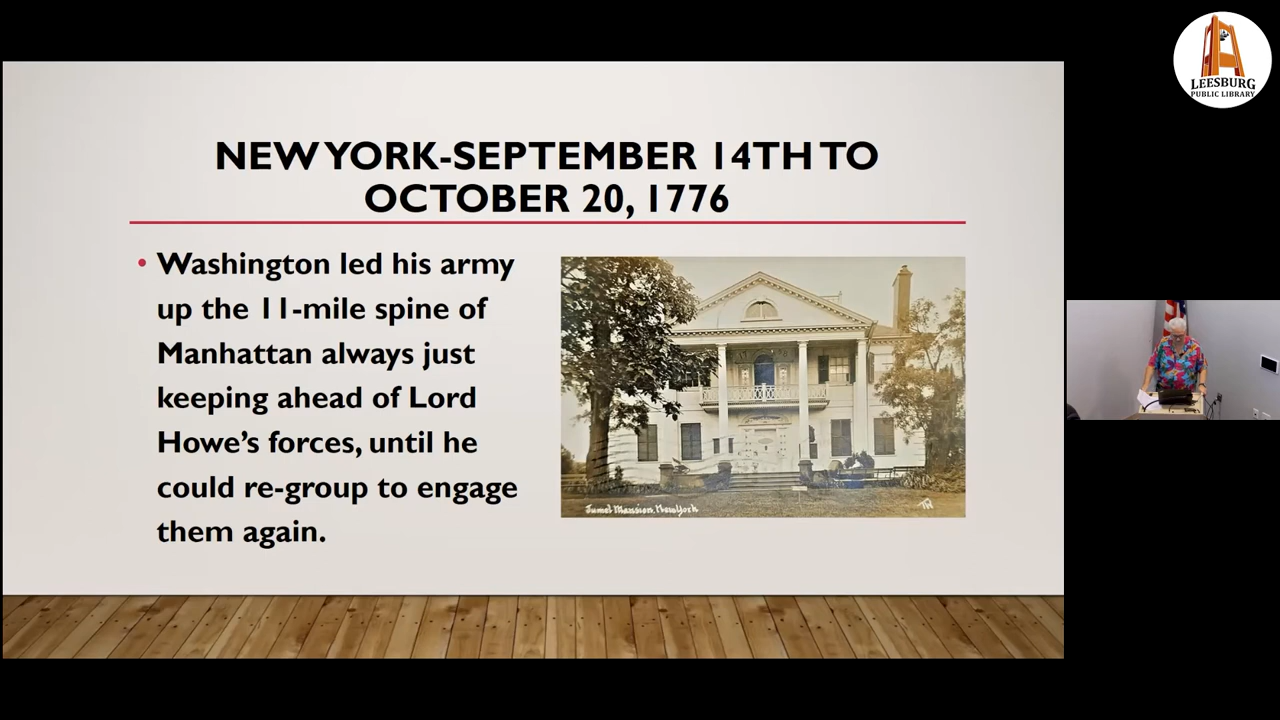 LEESBURG
PUBLIC LIBRARY
NEW YORK-SEPTEMBER 14TH TO
OCTOBER 20, 1776
• Washington led his army
up the 11-mile spine of
Manhattan always just
keeping ahead of Lord
Howe’s forces, until he
could re-group to engage
them again.
Jumel Mansion, New York